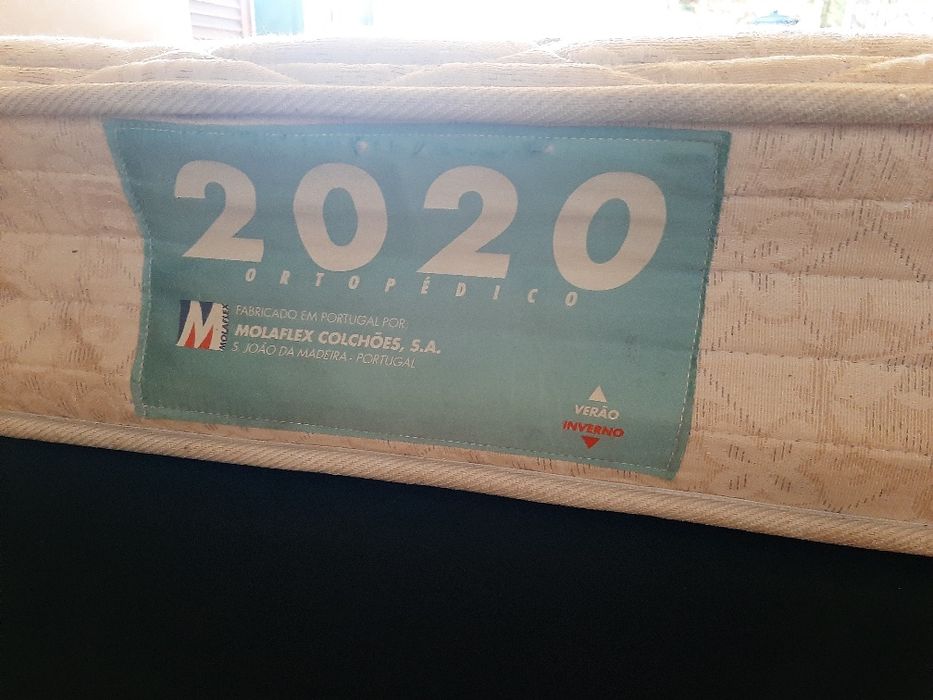 2020
ORTOPÉDICO
M
MOLAFLEX
FABRICADO EM PORTUGAL POR:
MOLAFLEX COLCHÕES, S.A.
S. JOÃO DA MADEIRA - PORTUGAL
VERÃO
INVERNO